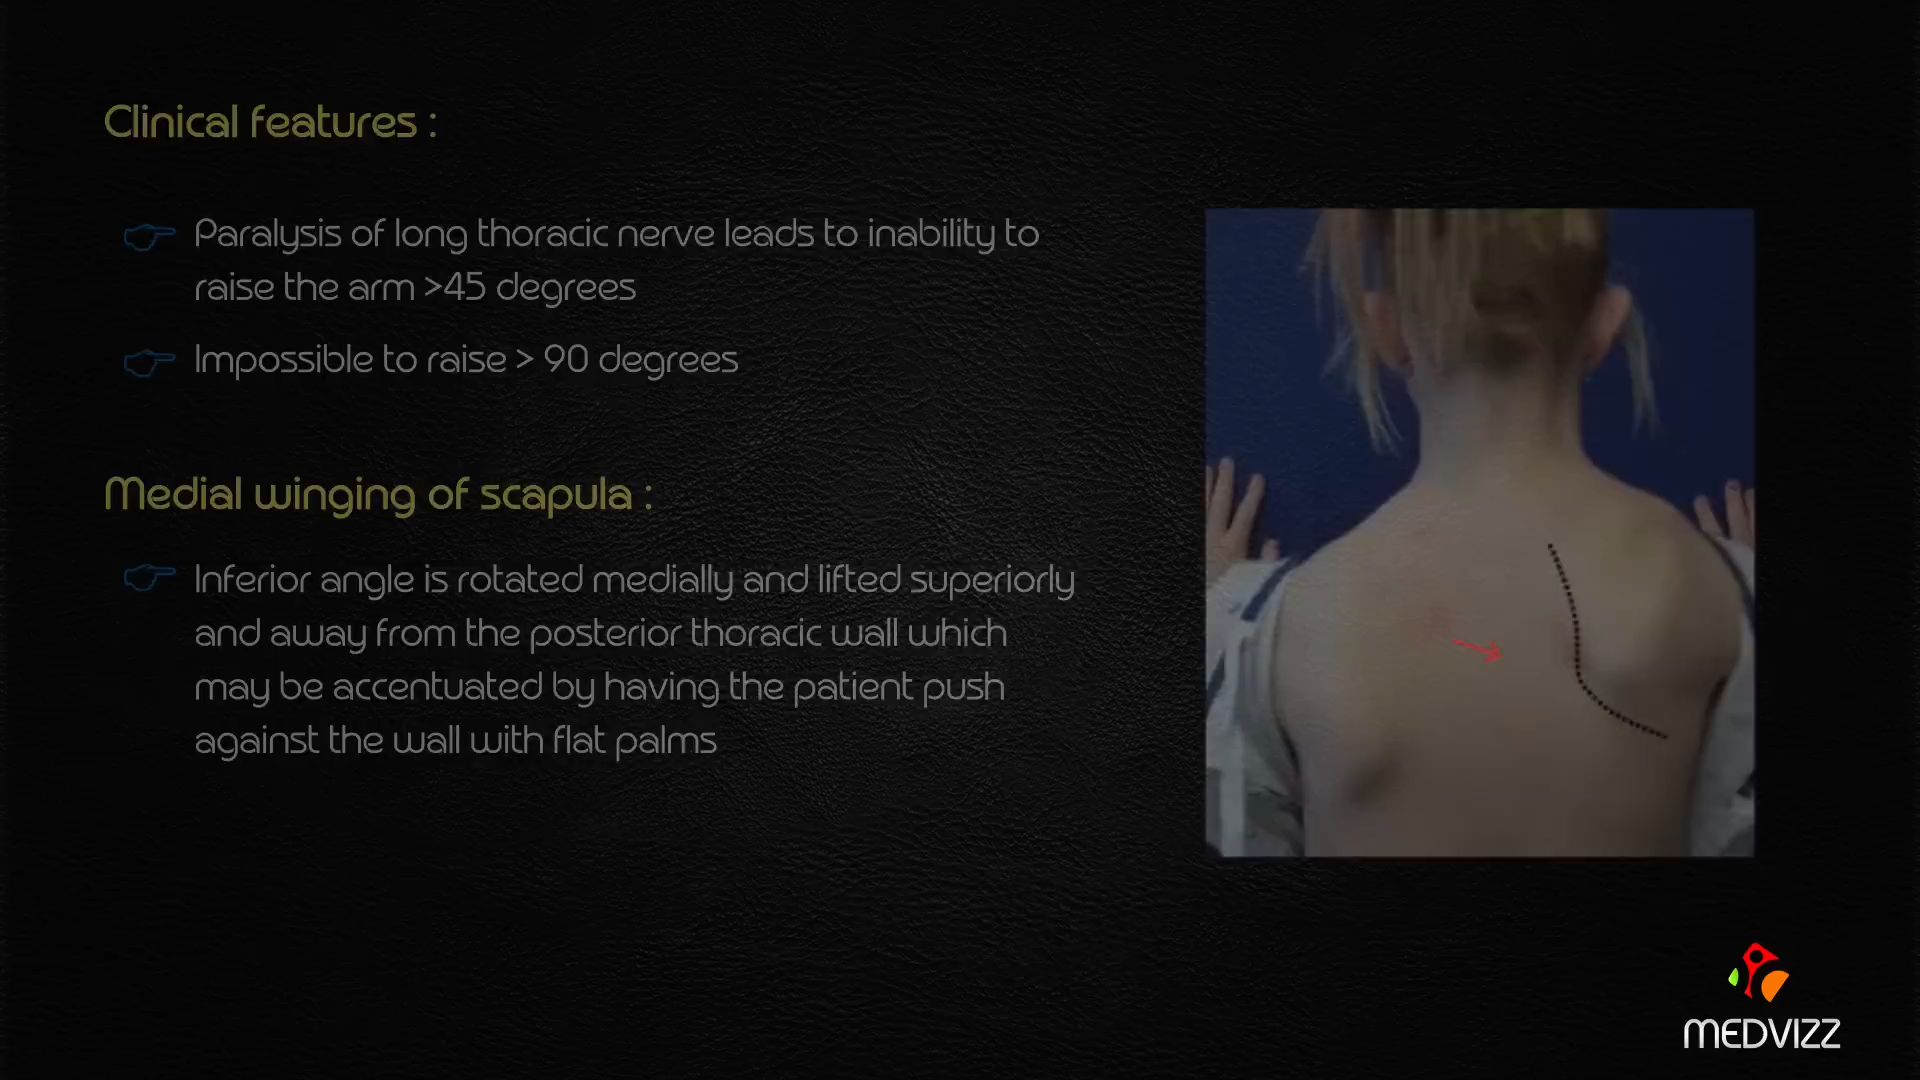 Clinical features :
Paralysis of long thoracic nerve leads to inability to
raise the arm >45 degrees
Impossible to raise > 90 degrees
Medial winging of scapula :
Inferior angle is rotated medially and lifted superiorly
and away from the posterior thoracic wall which
may be accentuated by having the patient push
against the wall with flat palms
MEDVIZZ